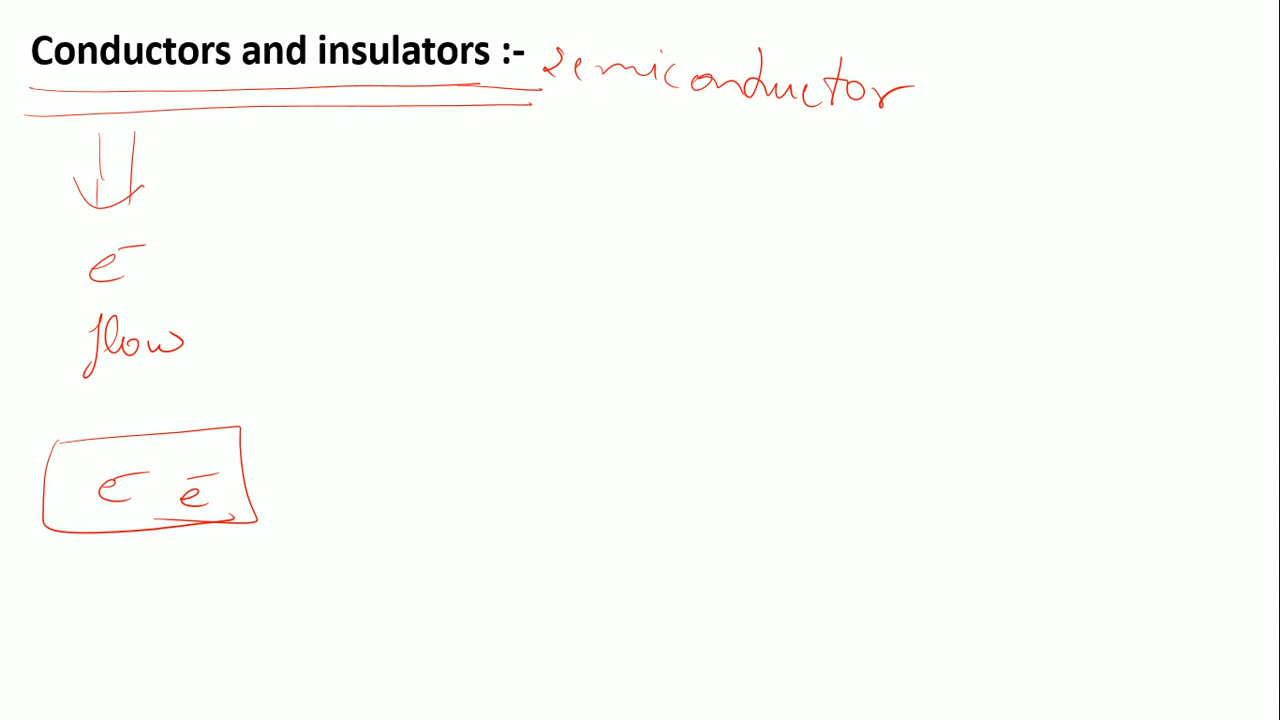 Conductors and insulators :- semiconductor
e⁻
flow
e⁻ e⁻